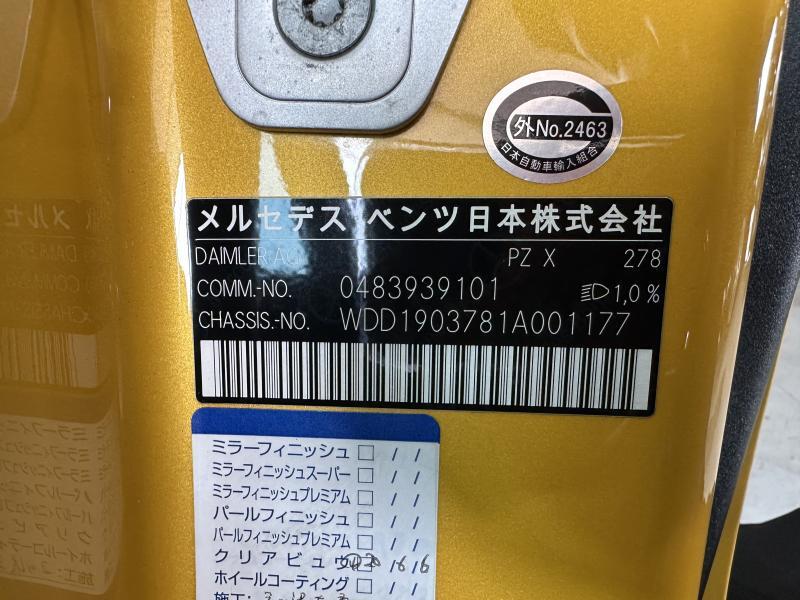 外No.2463
日本自動車輸入組合
メルセデス ベンツ日本株式会社
DAIMLER AG PZ X 278
COMM.-NO. 0483939101 1,0 %
CHASSIS.-NO. WDD1903781A001177
ミラーフィニッシュ □ / /
ミラーフィニッシュスーパー □ / /
ミラーフィニッシュプレミアム □ / /
パールフィニッシュ □ / /
パールフィニッシュプレミアム □ / /
クリアビュウ
ホイールコーティング □ / /
施工: